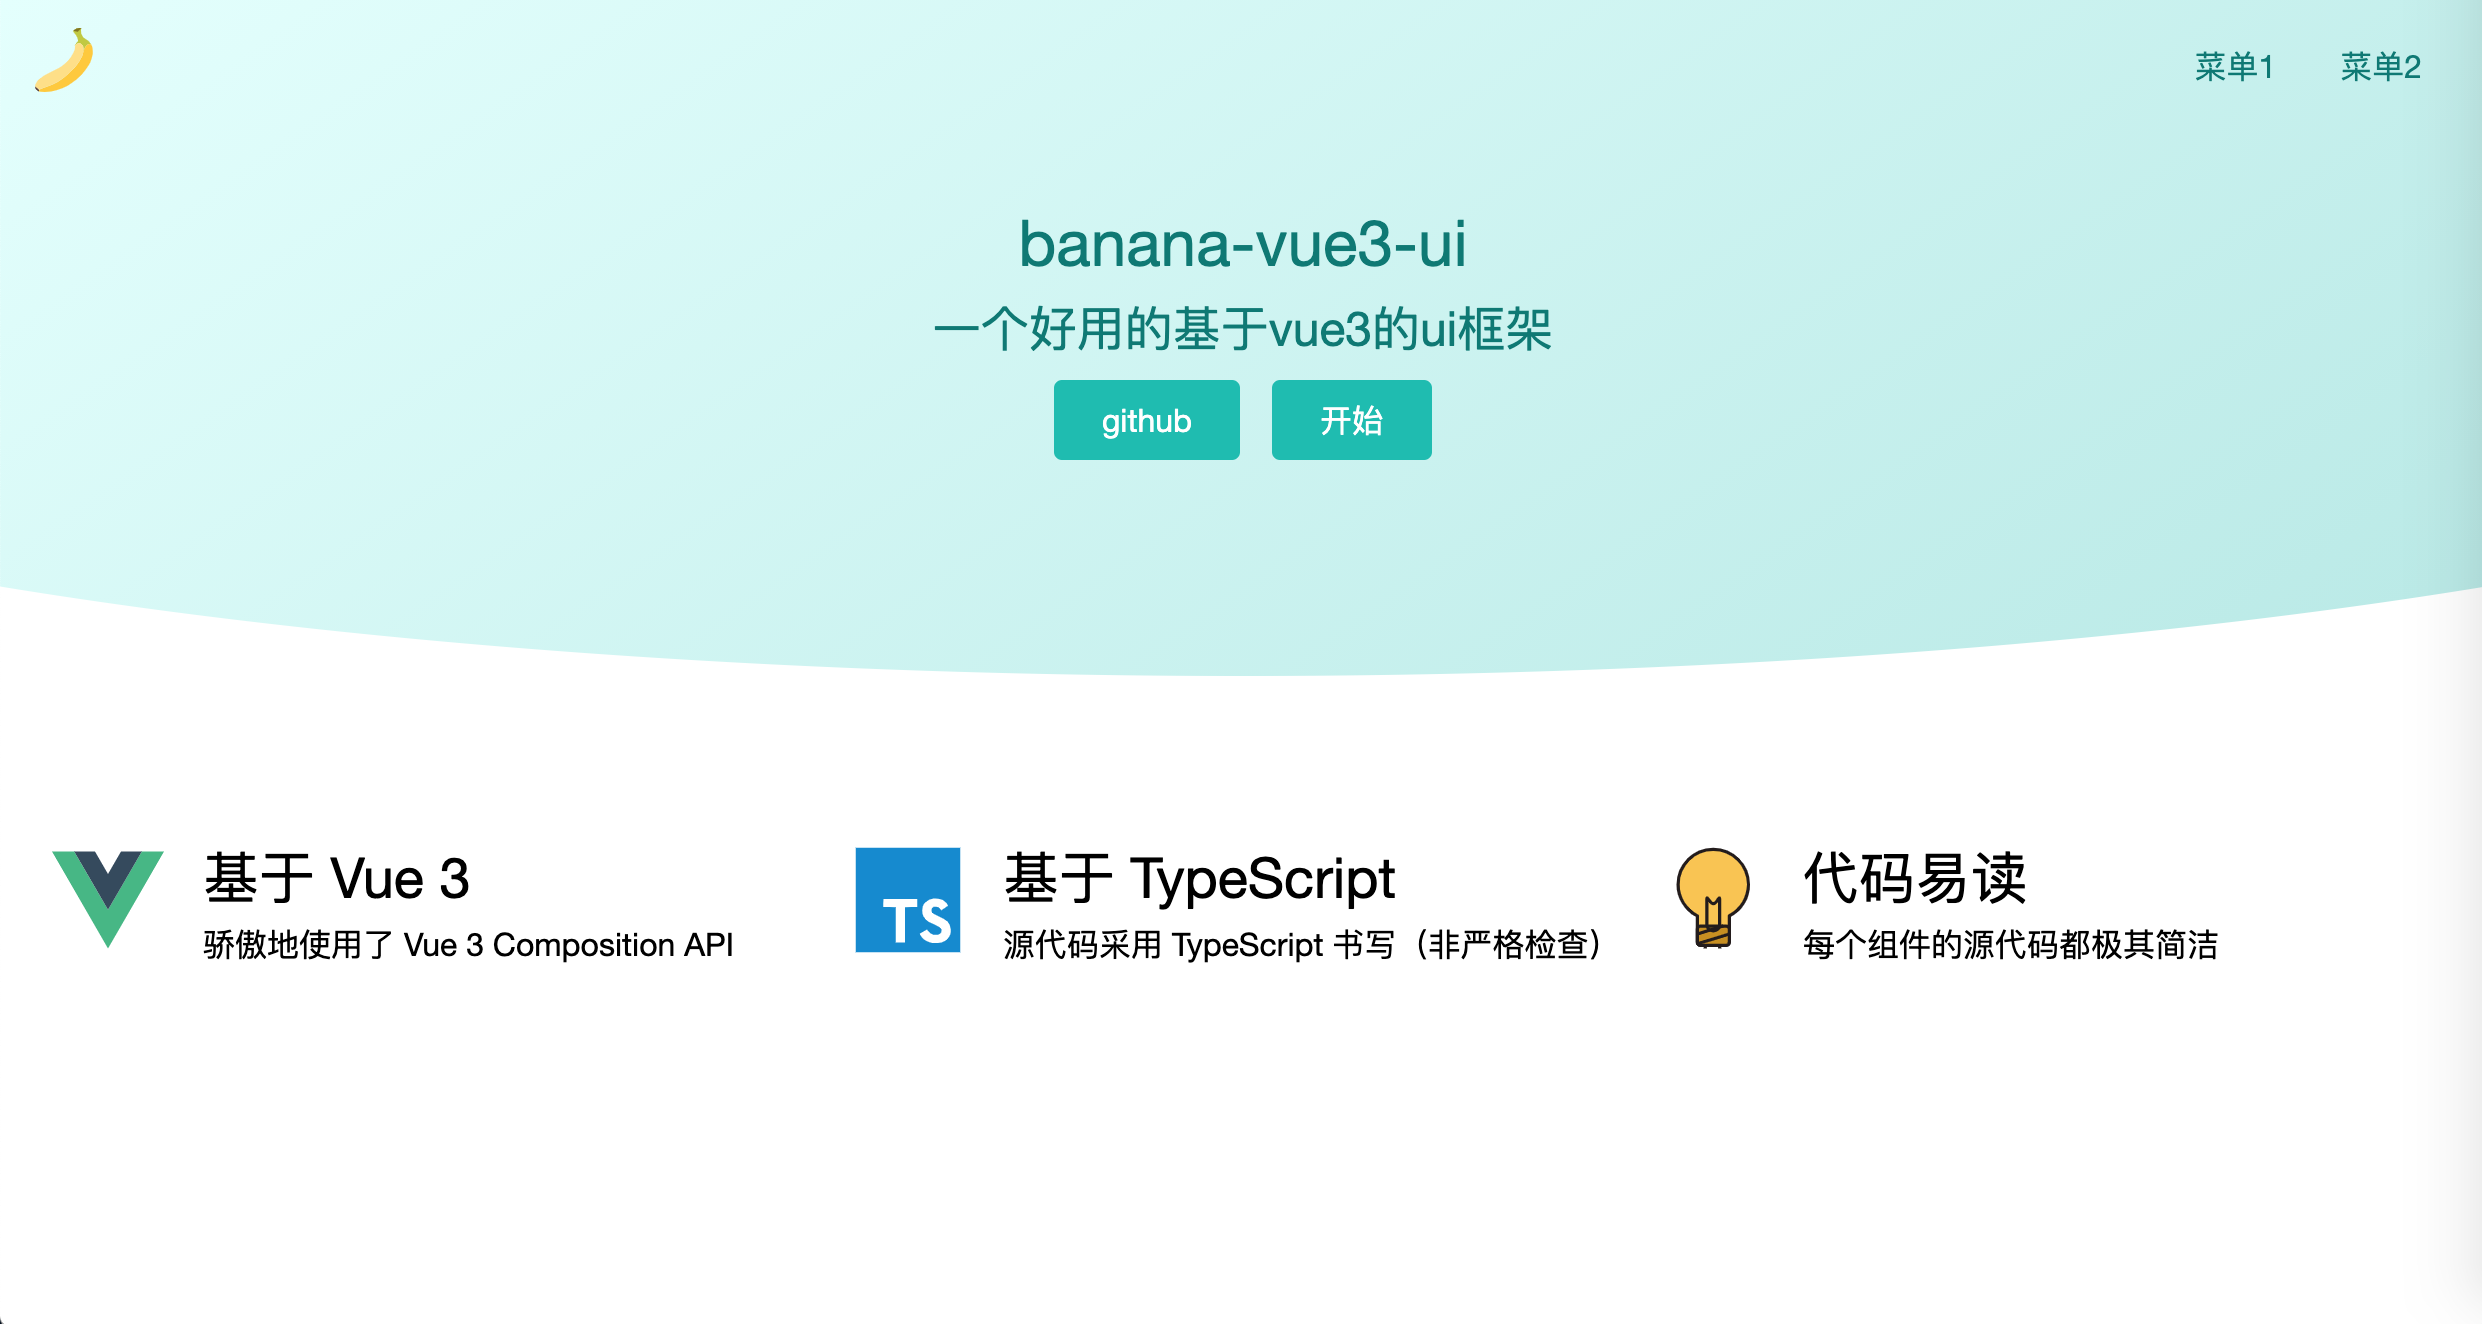 菜单1
菜单2
banana-vue3-ui
一个好用的基于vue3的ui框架
github
开始
基于 Vue 3
骄傲地使用了 Vue 3 Composition API
TS
基于 TypeScript
源代码采用 TypeScript 书写（非严格检查）
代码易读
每个组件的源代码都极其简洁